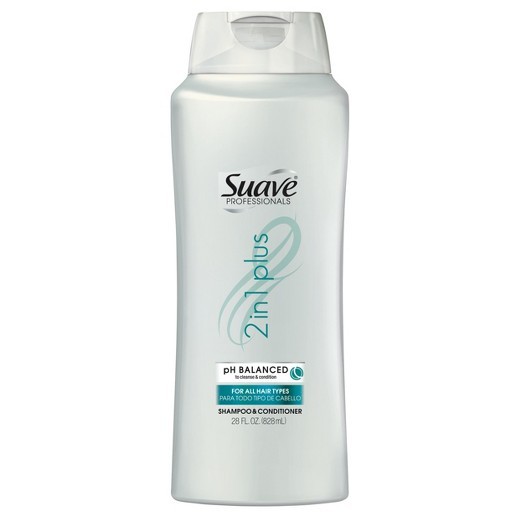 Suave®
PROFESSIONALS
2 in 1 plus
pH BALANCED
to cleanse & condition
FOR ALL HAIR TYPES
PARA TODO TIPO DE CABELLO
SHAMPOO & CONDITIONER
28 FL. OZ. (828 mL)